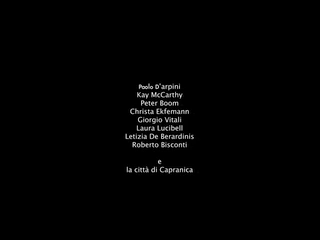 Paolo D'arpini
Kay McCarthy
Peter Boom
Christa Ekfemann
Giorgio Vitali
Laura Lucibell
Letizia De Berardinis
Roberto Bisconti
e
la città di Capranica